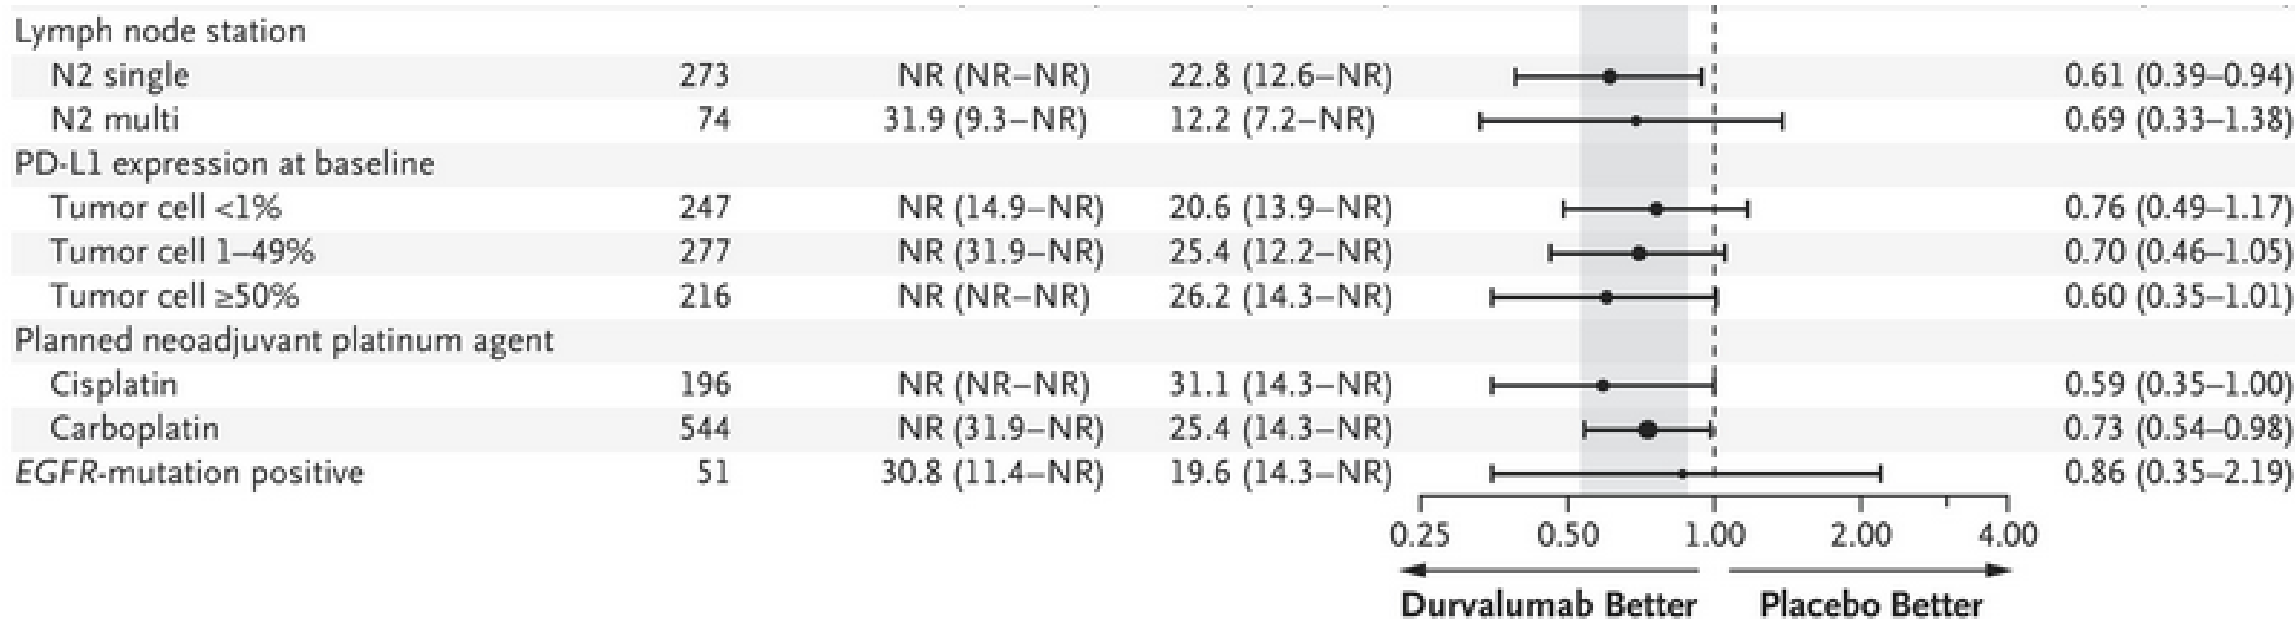 Lymph node station
N2 single 273 NR (NR–NR) 22.8 (12.6–NR) 0.61 (0.39–0.94)
N2 multi 74 31.9 (9.3–NR) 12.2 (7.2–NR) 0.69 (0.33–1.38)
PD-L1 expression at baseline
Tumor cell <1% 247 NR (14.9–NR) 20.6 (13.9–NR) 0.76 (0.49–1.17)
Tumor cell 1–49% 277 NR (31.9–NR) 25.4 (12.2–NR) 0.70 (0.46–1.05)
Tumor cell ≥50% 216 NR (NR–NR) 26.2 (14.3–NR) 0.60 (0.35–1.01)
Planned neoadjuvant platinum agent
Cisplatin 196 NR (NR–NR) 31.1 (14.3–NR) 0.59 (0.35–1.00)
Carboplatin 544 NR (31.9–NR) 25.4 (14.3–NR) 0.73 (0.54–0.98)
EGFR-mutation positive 51 30.8 (11.4–NR) 19.6 (14.3–NR) 0.86 (0.35–2.19)
0.25 0.50 1.00 2.00 4.00
Durvalumab Better Placebo Better